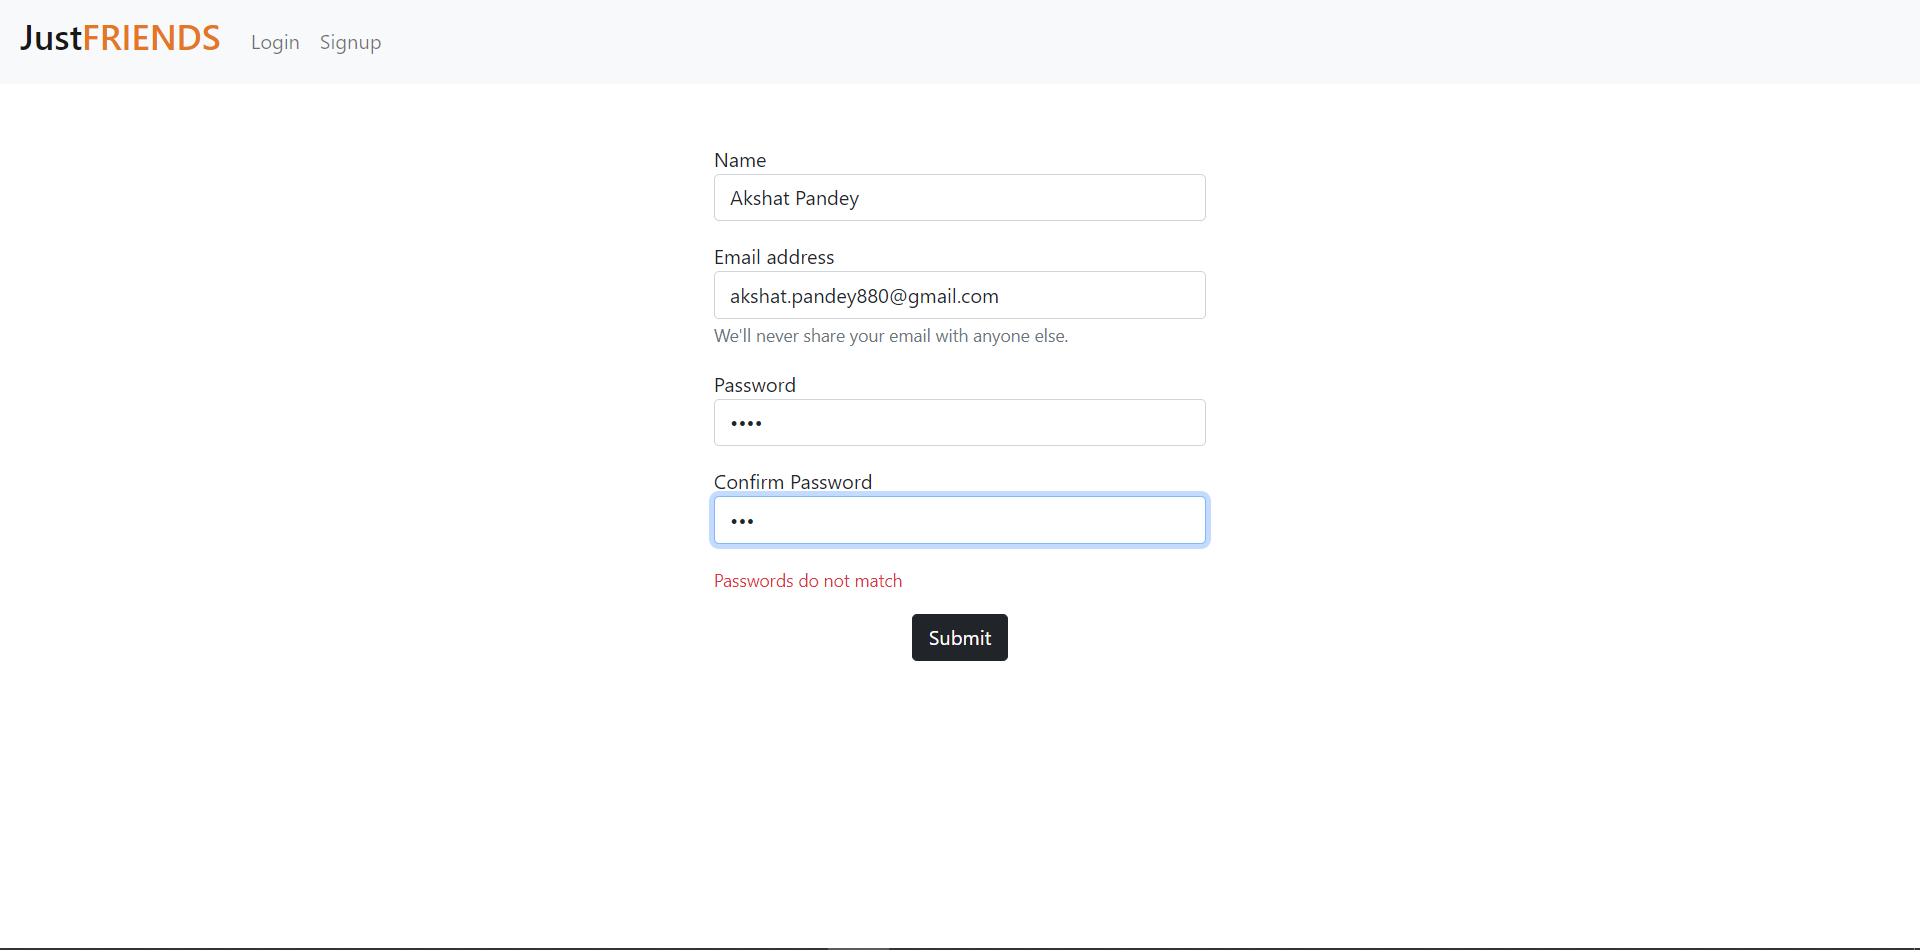 JustFRIENDS Login Signup
Name
Akshat Pandey
Email address
akshat.pandey880@gmail.com
We'll never share your email with anyone else.
Password
••••
Confirm Password
•••
Passwords do not match
Submit